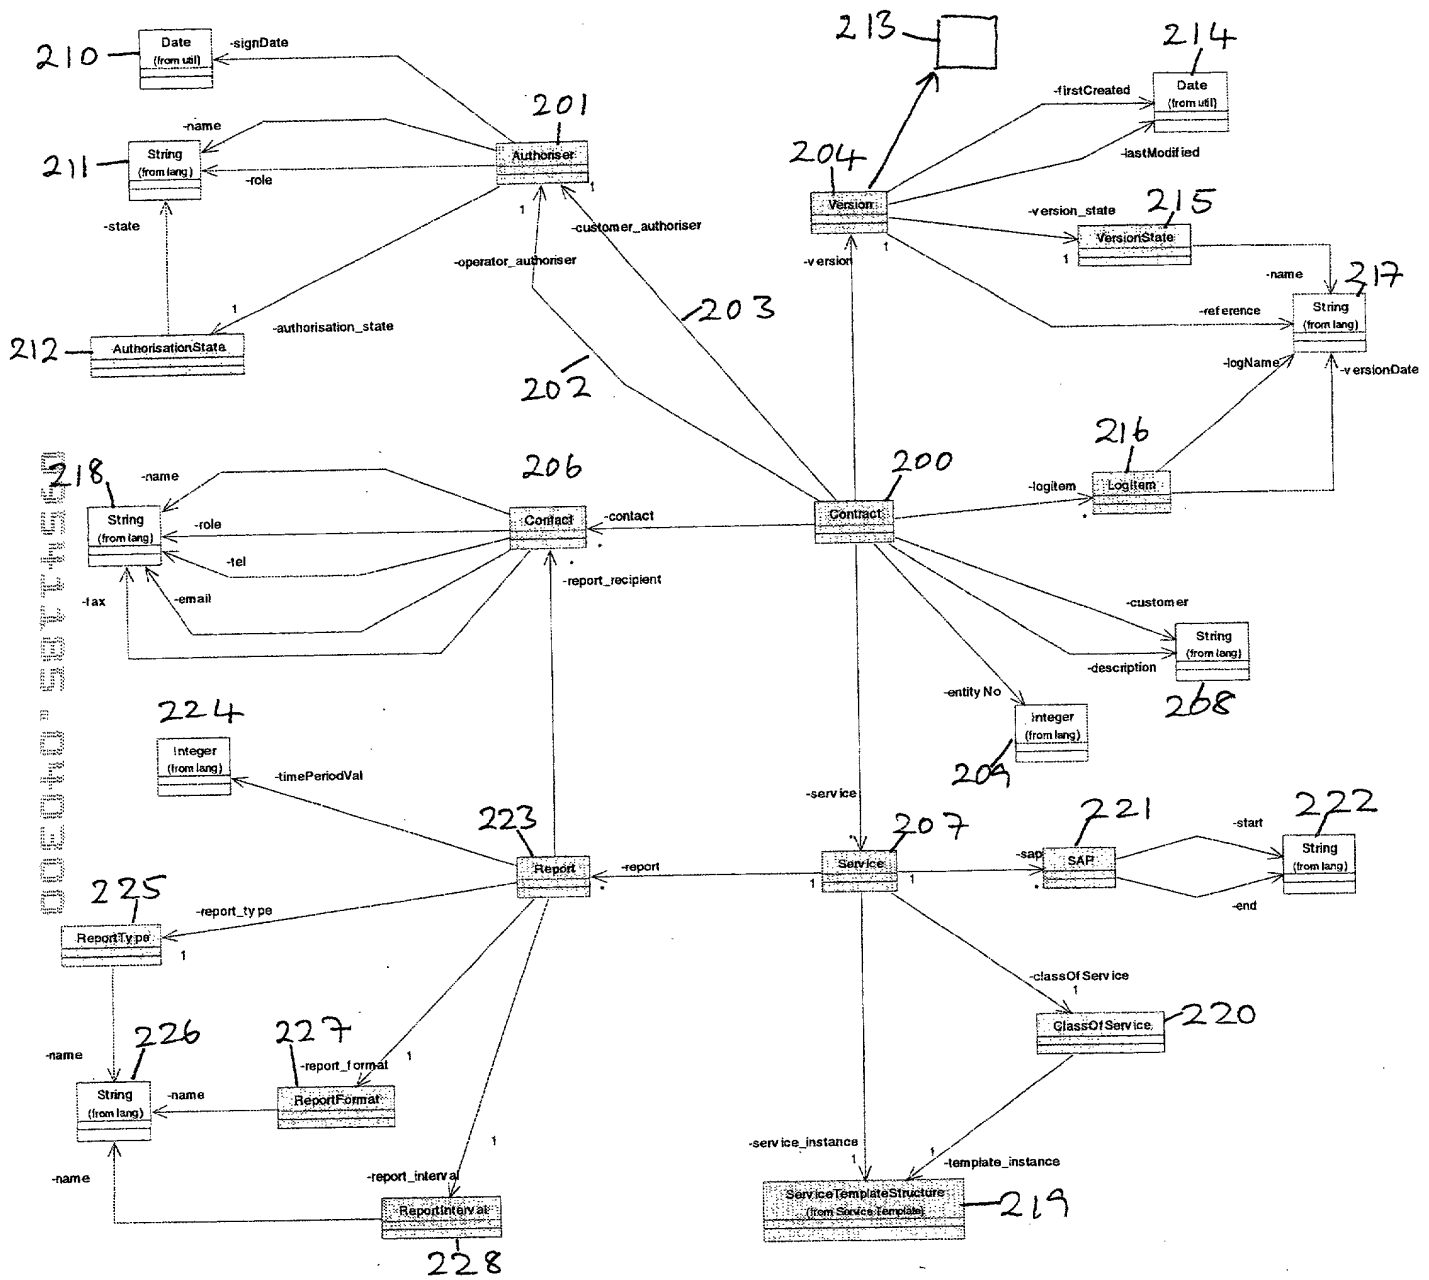 210
Date
(from util)
-signDate
213
214
Date
(from util)
-firstCreated
-lastModified
201
Authoriser
-name
211
String
(from lang)
-role
1
1
-state
-customer_authoriser
-operator_authoriser
204
Version
-version_state
215
VersionState
1
1
-version
-name
217
String
(from lang)
-reference
203
1
-authorisation_state
212
AuthorisationState
202
-logName
-versionDate
218
-name
206
200
216
String
(from lang)
-role
Contact
-contact
Contract
-logitem
LogItem
-tel
-report_recipient
-fax
-email
-customer
String
(from lang)
-description
208
-entityNo
Integer
(from lang)
209
224
Integer
(from lang)
-timePeriodVal
-service
223
Report
-report
207
Service
1
1
-sap
221
SAP
222
-start
String
(from lang)
-end
225
-report_type
ReportType
1
-classOfService
1
ClassOfService
220
226
227
-name
-report_format
1
String
(from lang)
-name
ReportFormat
-name
1
-report_interval
ReportInterval
228
-service_instance
1
1
-template_instance
ServiceTemplateStructure
(from Service Template)
219
09541185.040300